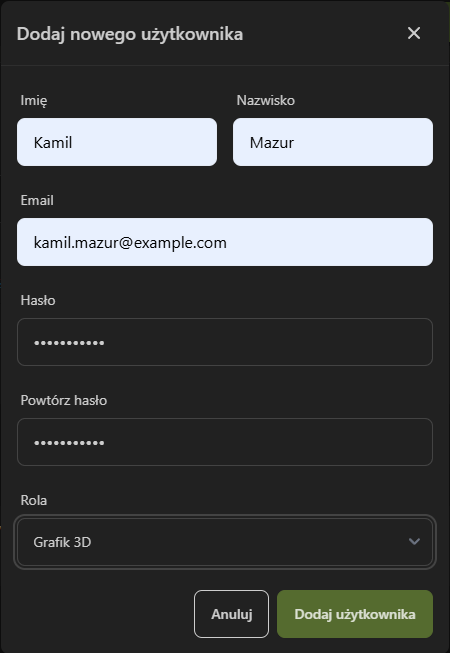 Dodaj nowego użytkownika
Imię Nazwisko
Kamil Mazur
Email
kamil.mazur@example.com
Hasło
•••••••••••
Powtórz hasło
•••••••••••
Rola
Grafik 3D
Anuluj Dodaj użytkownika